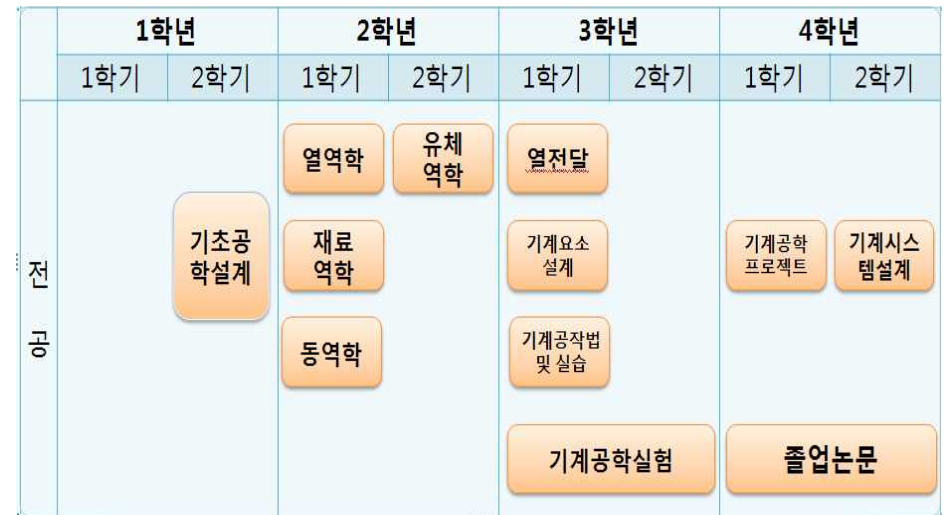 1학년 2학년 3학년 4학년
1학기 2학기 1학기 2학기 1학기 2학기 1학기 2학기
전
공
기초공
학설계
열역학
재료
역학
동역학
유체
역학
열전달
기계요소
설계
기계공작법
및 실습
기계공학실험
기계공학
프로젝트
기계시스
템설계
졸업논문